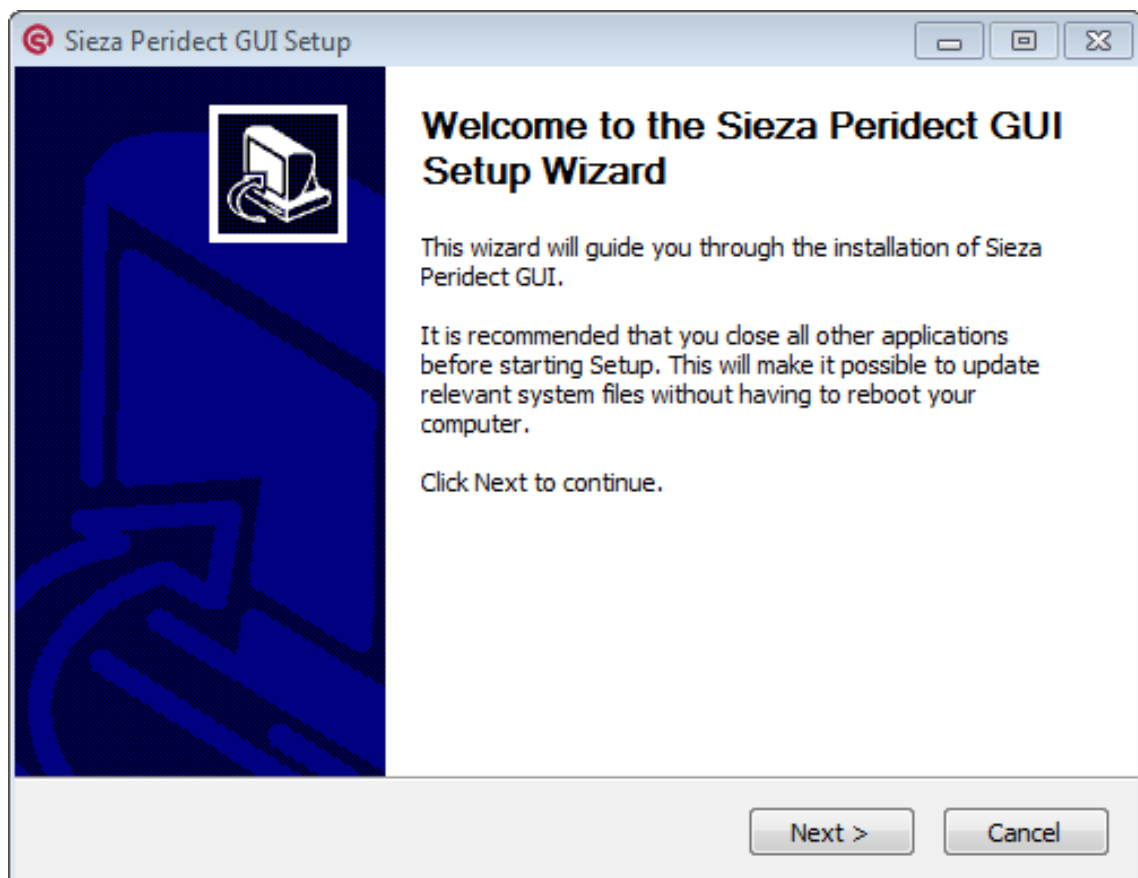 Sieza Peridect GUI Setup
Welcome to the Sieza Peridect GUI
Setup Wizard
This wizard will guide you through the installation of Sieza
Peridect GUI.
It is recommended that you close all other applications
before starting Setup. This will make it possible to update
relevant system files without having to reboot your
computer.
Click Next to continue.
Next >
Cancel